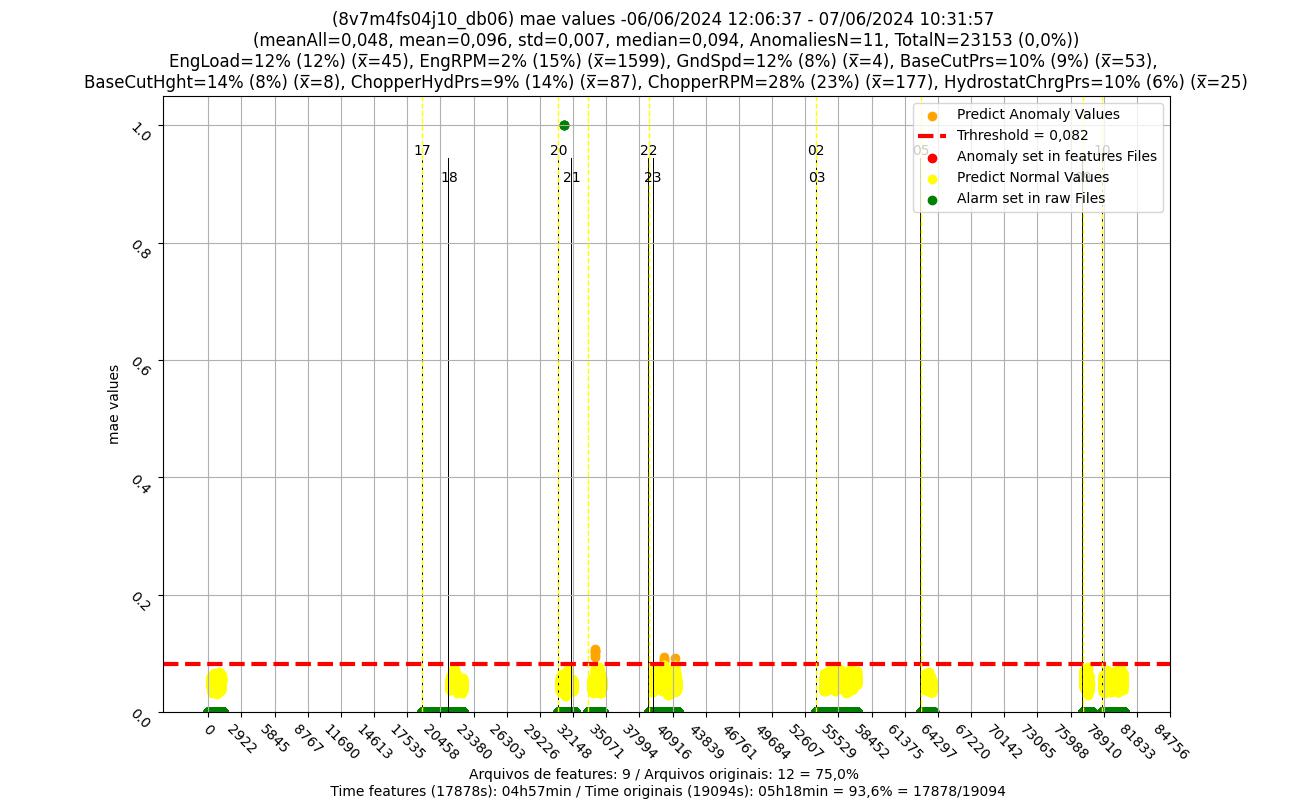 (8v7m4fs04j10_db06) mae values -06/06/2024 12:06:37 - 07/06/2024 10:31:57
(meanAll=0,048, mean=0,096, std=0,007, median=0,094, AnomaliesN=11, TotalN=23153 (0,0%))
EngLoad=12% (12%) (x̅=45), EngRPM=2% (15%) (x̅=1599), GndSpd=12% (8%) (x̅=4), BaseCutPrs=10% (9%) (x̅=53),
BaseCutHght=14% (8%) (x̅=8), ChopperHydPrs=9% (14%) (x̅=87), ChopperRPM=28% (23%) (x̅=177), HydrostatChrgPrs=10% (6%) (x̅=25)
Predict Anomaly Values
Trhreshold = 0,082
Anomaly set in features Files
Predict Normal Values
Alarm set in raw Files
17 20 22 02 05 10
18 21 23 03
1.0
0.8
0.6
0.4
0.2
0.0
mae values
0 2922 5845 8767 11690 14613 17535 20458 23380 26303 29226 32148 35071 37994 40916 43839 46761 49684 52607 55529 58452 61375 64297 67220 70142 73065 75988 78910 81833 84756
Arquivos de features: 9 / Arquivos originais: 12 = 75,0%
Time features (17878s): 04h57min / Time originais (19094s): 05h18min = 93,6% = 17878/19094